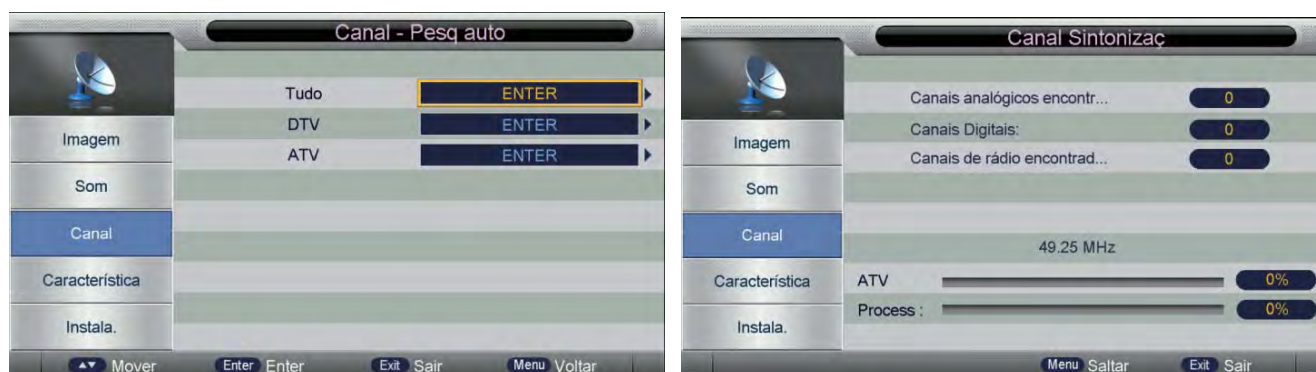 Canal - Pesq auto
Tudo ENTER
DTV ENTER
ATV ENTER
Imagem
Som
Canal
Característica
Instala.
Mover Enter Enter Exit Sair Menu Voltar
Canal Sintonizaç
Canais analógicos encontr... 0
Canais Digitais: 0
Canais de rádio encontrad... 0
49.25 MHz
ATV 0%
Process : 0%
Imagem
Som
Canal
Característica
Instala.
Menu Saltar Exit Sair